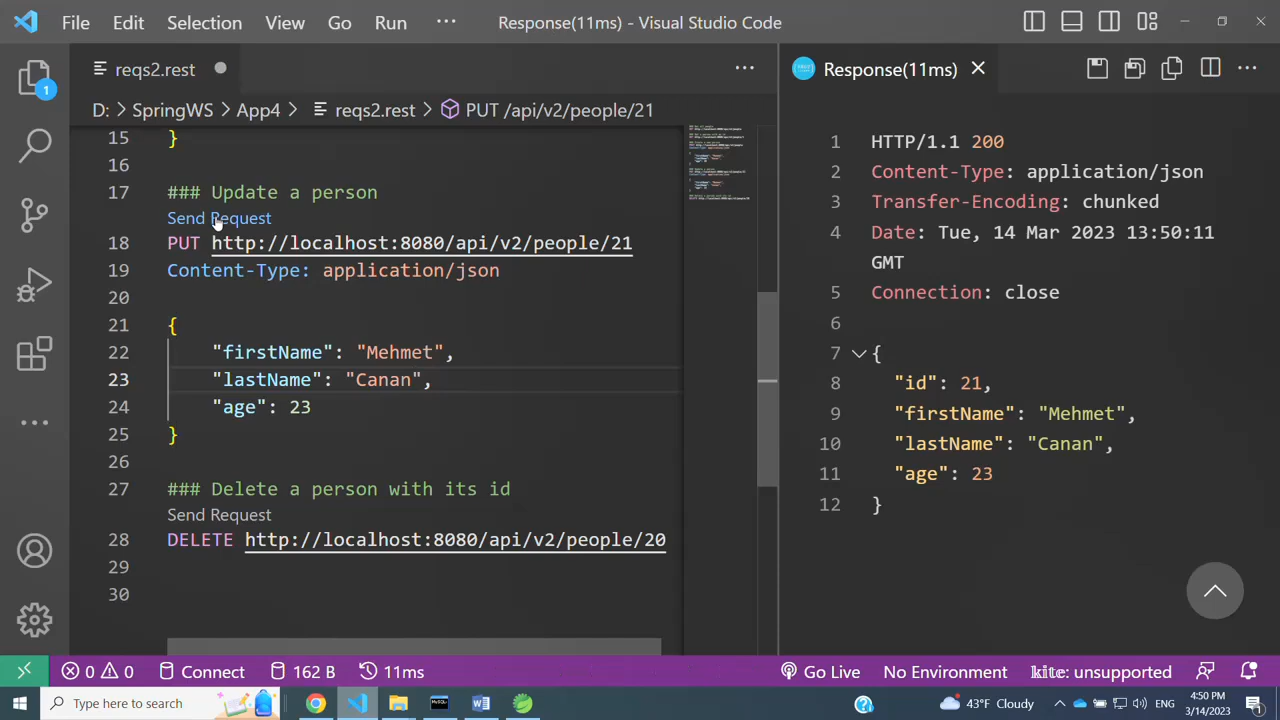 File Edit Selection View Go Run ··· Response(11ms) - Visual Studio Code
reqs2.rest
Response(11ms)
D: > SpringWS > App4 > reqs2.rest > PUT /api/v2/people/21
15 }
16
17 ### Update a person
Send Request
18 PUT http://localhost:8080/api/v2/people/21
19 Content-Type: application/json
20
21 {
22 "firstName": "Mehmet",
23 "lastName": "Canan",
24 "age": 23
25 }
26
27 ### Delete a person with its id
Send Request
28 DELETE http://localhost:8080/api/v2/people/20
29
30
1 HTTP/1.1 200
2 Content-Type: application/json
3 Transfer-Encoding: chunked
4 Date: Tue, 14 Mar 2023 13:50:11
GMT
5 Connection: close
6
7 {
8 "id": 21,
9 "firstName": "Mehmet",
10 "lastName": "Canan",
11 "age": 23
12 }
1
0 0 Connect 162 B 11ms Go Live No Environment kite: unsupported
Type here to search
43°F Cloudy
ENG
4:50 PM
3/14/2023
1